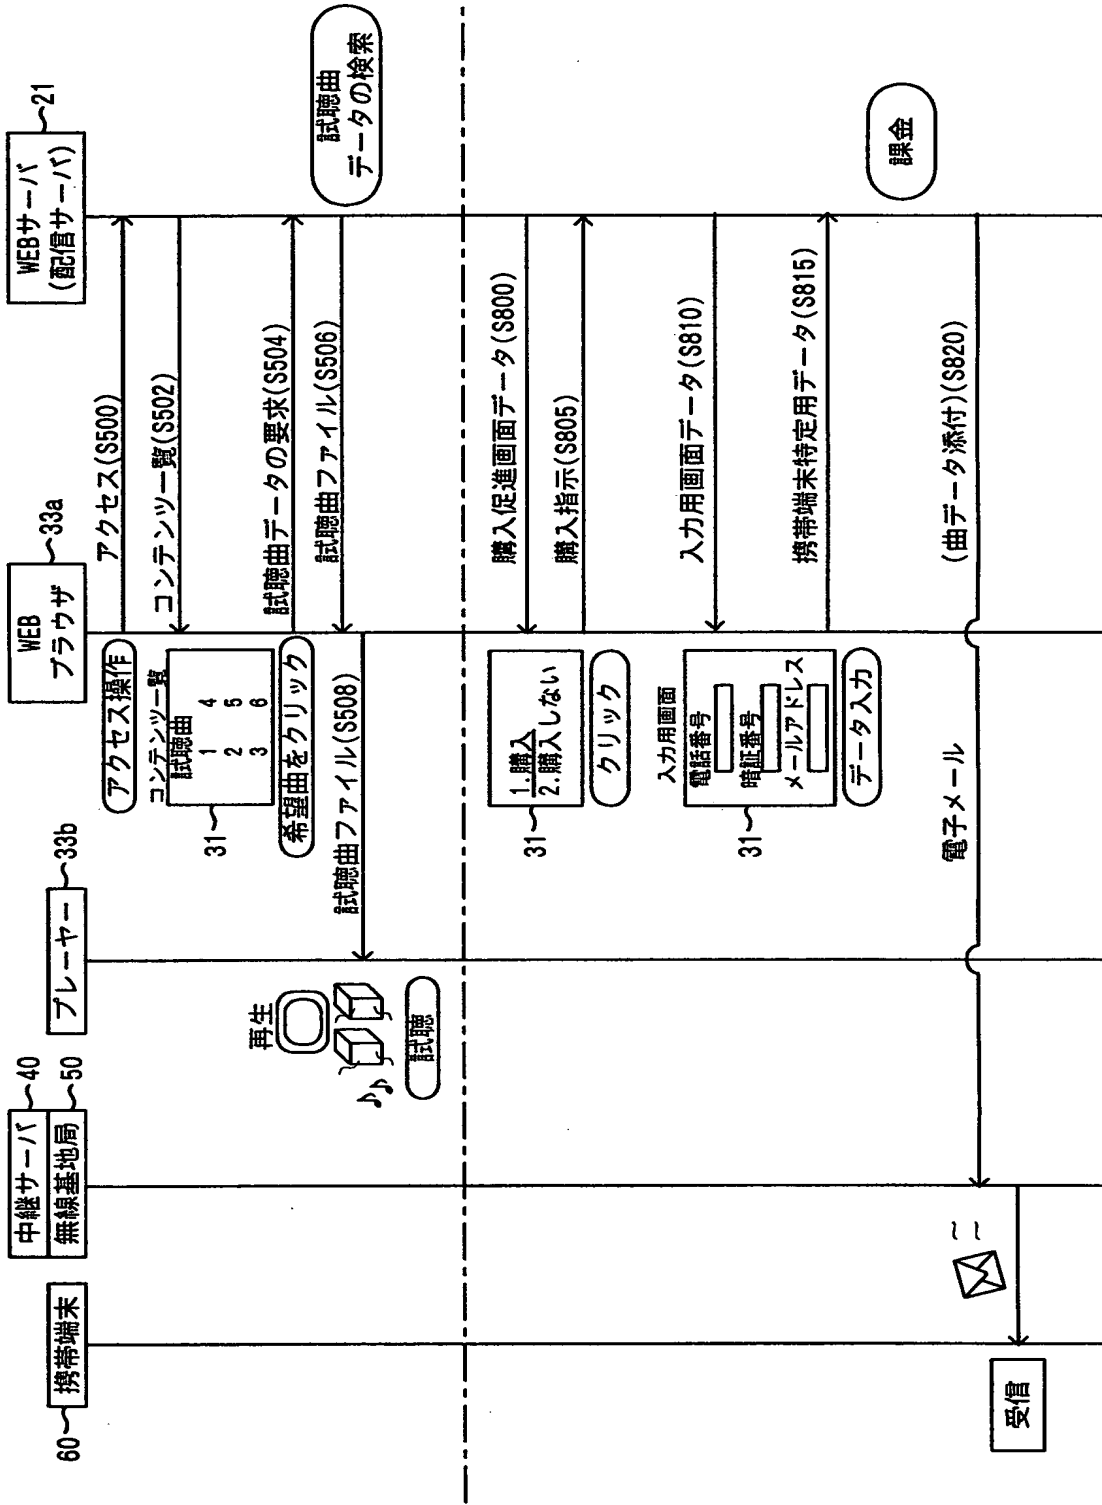 60
携帯端末
中継サーバ
40
無線基地局
50
プレーヤー
33b
WEB
ブラウザ
33a
WEBサーバ
(配信サーバ)
21
アクセス操作
アクセス(S500)
コンテンツ一覧(S502)
コンテンツ一覧
試聴曲
1 4
2 5
3 6
31
希望曲をクリック
試聴曲データの要求(S504)
試聴曲
データの検索
試聴曲ファイル(S506)
試聴曲ファイル(S508)
再生
試聴
購入促進画面データ(S800)
1.購入
2.購入しない
31
クリック
購入指示(S805)
入力用画面データ(S810)
入力用画面
電話番号
暗証番号
メールアドレス
31
データ入力
携帯端末特定用データ(S815)
課金
電子メール
(曲データ添付)(S820)
受信